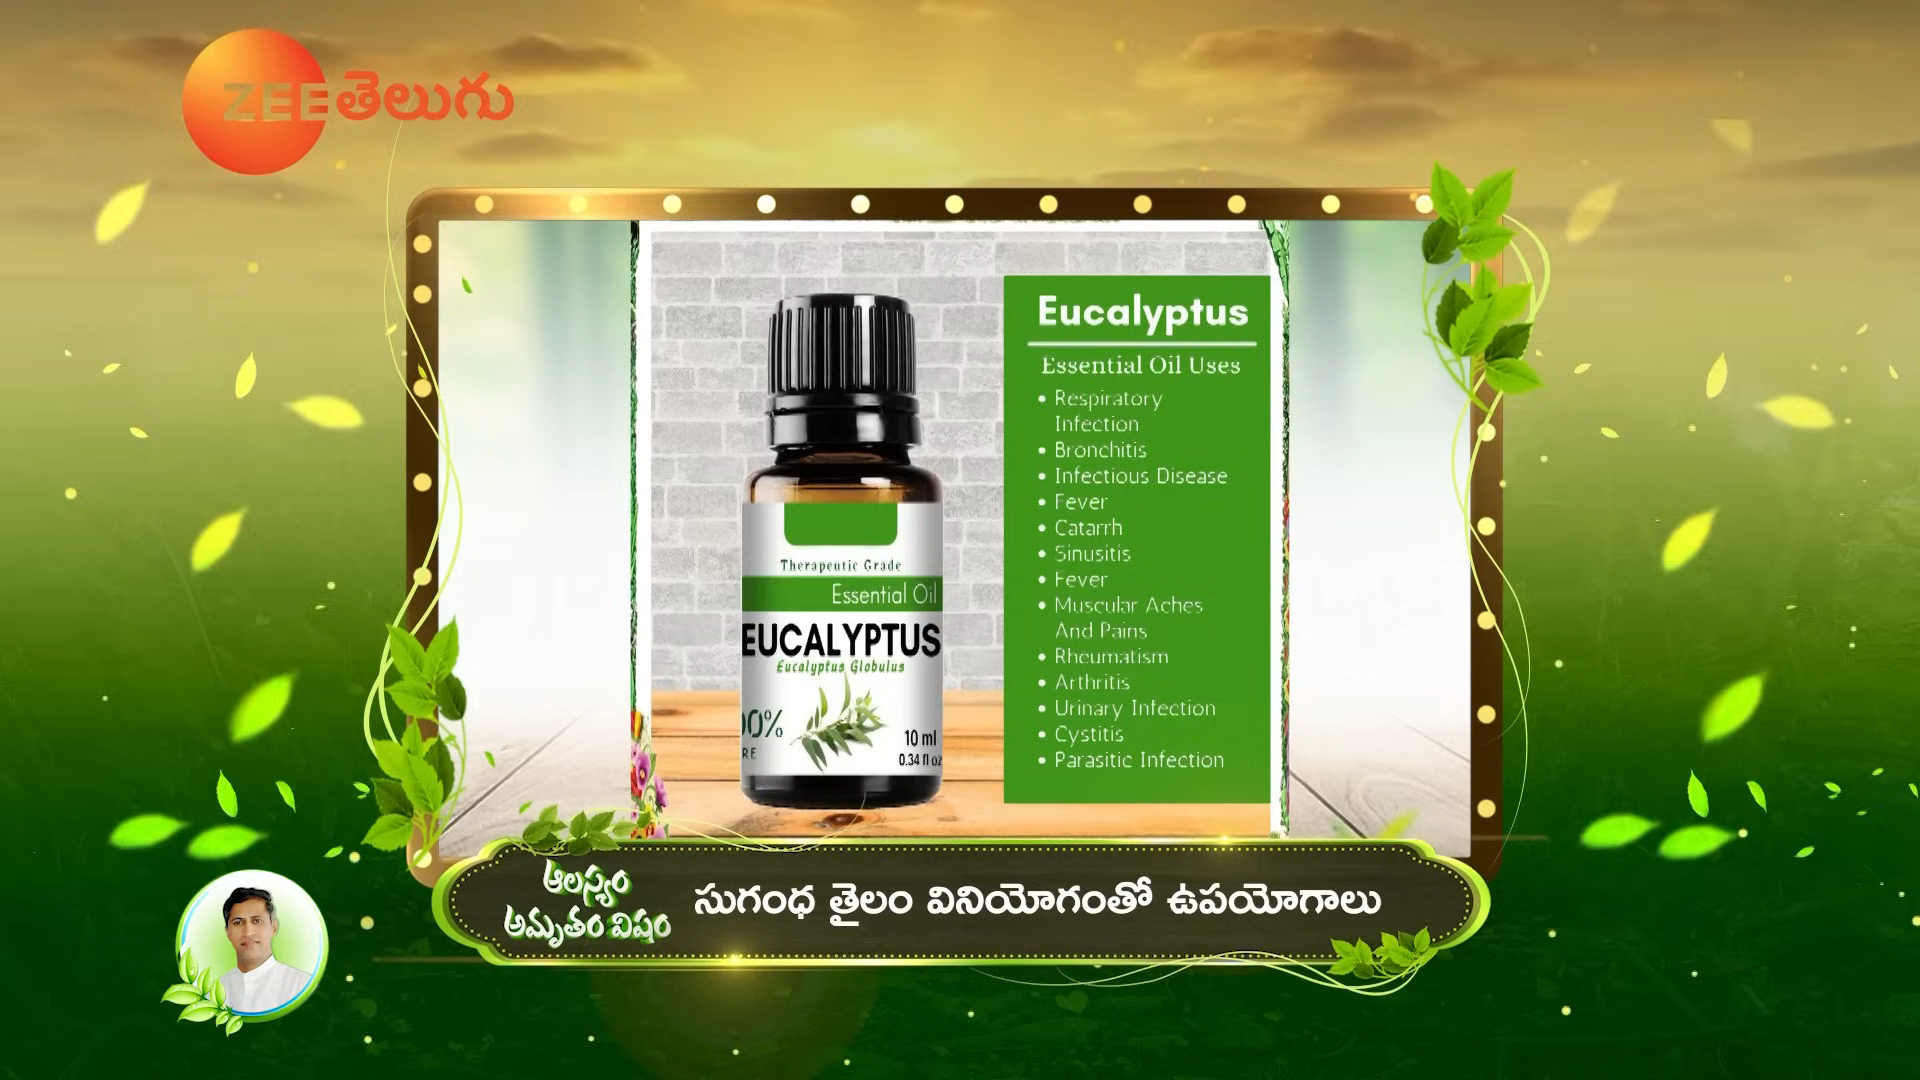 ZEE తెలుగు
Eucalyptus
Essential Oil Uses
• Respiratory
Infection
• Bronchitis
• Infectious Disease
• Fever
• Catarrh
• Sinusitis
• Fever
• Muscular Aches
And Pains
• Rheumatism
• Arthritis
• Urinary Infection
• Cystitis
• Parasitic Infection
Therapeutic Grade
Essential Oil
EUCALYPTUS
Eucalyptus Globulus
00%
RE
10 ml
0.34 fl oz
ఆలస్యం
అమృతం విషం
సుగంధ తైలం వినియోగంతో ఉపయోగాలు